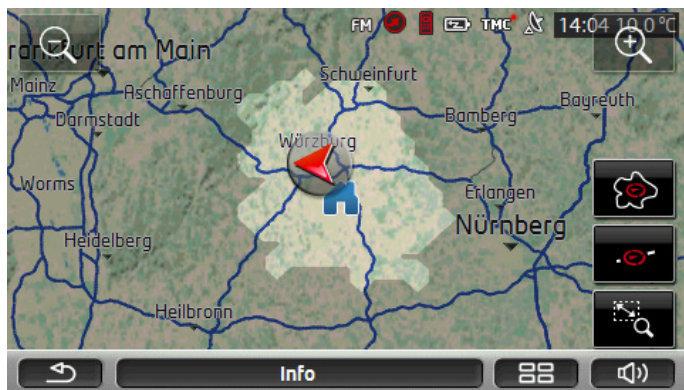 FM TMC 14:04 10.0 °C
rankfurt am Main
Mainz
Aschaffenburg
Schweinfurt
Darmstadt
Bamberg
Bayreuth
Würzburg
Worms
Erlangen
Nürnberg
Heidelberg
Heilbronn
Info